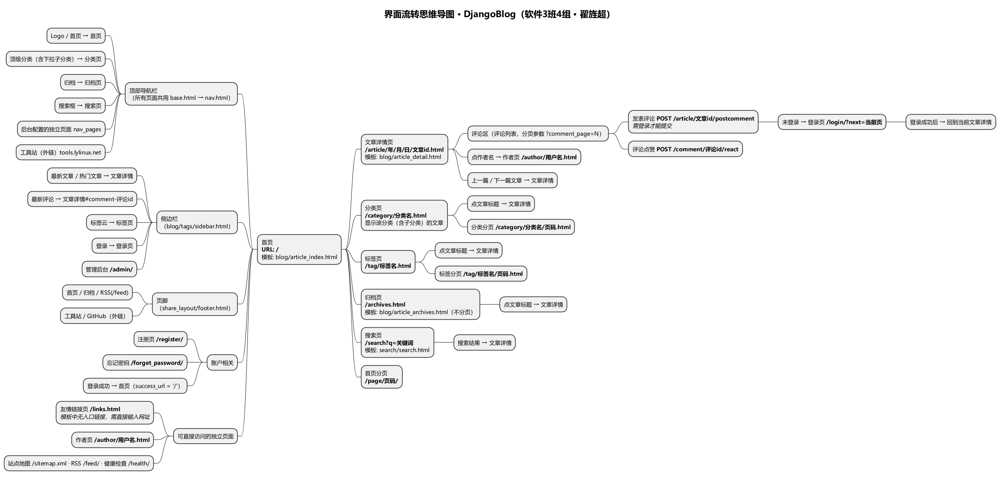 界面流转思维导图 • DjangoBlog（软件3班4组 • 翟旌超）
Logo / 首页 → 首页
顶级分类（含下拉子分类）→ 分类页
归档 → 归档页
搜索框 → 搜索页
后台配置的独立页面 nav_pages
工具站（外链）tools.lylinux.net
顶部导航栏
（所有页面共用 base.html → nav.html）
最新文章 / 热门文章 → 文章详情
最新评论 → 文章详情#comment-评论id
标签云 → 标签页
登录 → 登录页
管理后台 /admin/
侧边栏
（blog/tags/sidebar.html）
首页 / 归档 / RSS(/feed)
工具站 / GitHub（外链）
页脚
（share_layout/footer.html）
注册页 /register/
忘记密码 /forget_password/
登录成功 → 首页（success_url = '/'）
账户相关
友情链接页 /links.html
模板中无入口链接，需直接输入网址
作者页 /author/用户名.html
站点地图 /sitemap.xml · RSS /feed/ · 健康检查 /health/
可直接访问的独立页面
首页
URL: /
模板: blog/article_index.html
文章详情页
/article/年/月/日/文章id.html
模板: blog/article_detail.html
评论区（评论列表，分页参数 ?comment_page=N）
发表评论 POST /article/文章id/postcomment
需登录才能提交
未登录 → 登录页 /login/?next=当前页
登录成功后 → 回到当前文章详情
评论点赞 POST /comment/评论id/react
点作者名 → 作者页 /author/用户名.html
上一篇 / 下一篇文章 → 文章详情
分类页
/category/分类名.html
显示该分类（含子分类）的文章
点文章标题 → 文章详情
分类分页 /category/分类名/页码.html
标签页
/tag/标签名.html
点文章标题 → 文章详情
标签分页 /tag/标签名/页码.html
归档页
/archives.html
模板: blog/article_archives.html（不分页）
点文章标题 → 文章详情
搜索页
/search?q=关键词
模板: search/search.html
搜索结果 → 文章详情
首页分页
/page/页码/